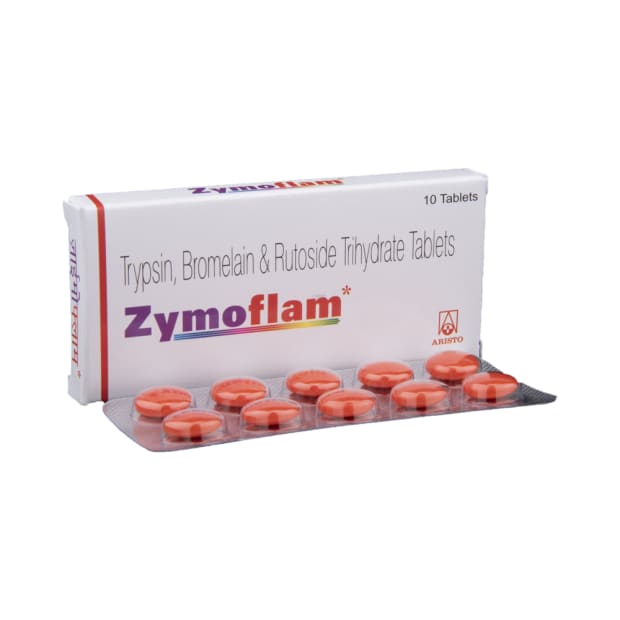 Zymoflam
10 Tablets
Trypsin, Bromelain & Rutoside Trihydrate Tablets
Zymoflam*
ARISTO